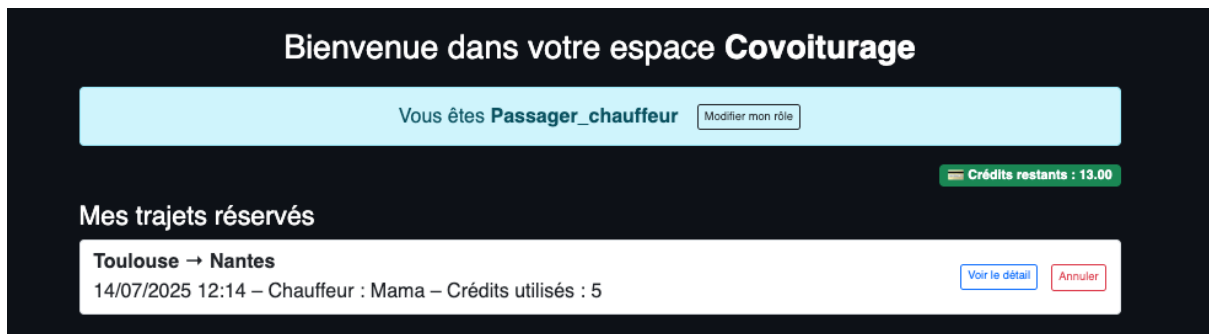 Bienvenue dans votre espace Covoiturage
Vous êtes Passager_chauffeur Modifier mon rôle
Crédits restants : 13.00
Mes trajets réservés
Toulouse → Nantes
14/07/2025 12:14 – Chauffeur : Mama – Crédits utilisés : 5
Voir le détail Annuler